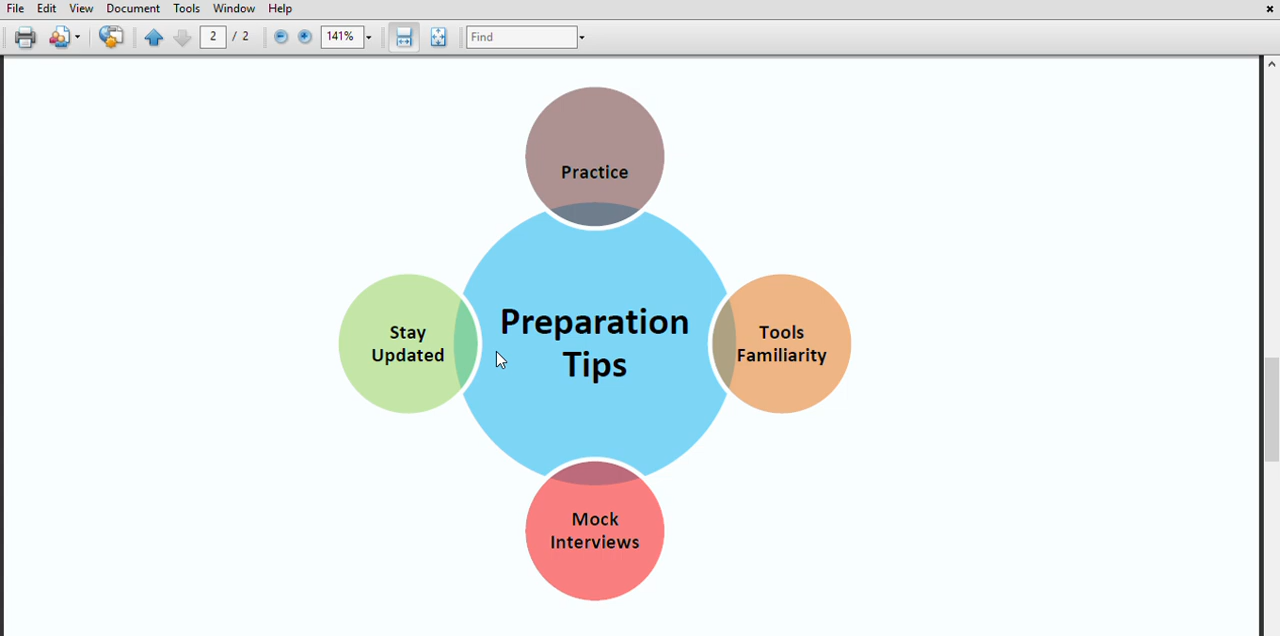 File Edit View Document Tools Window Help
2 / 2 141% Find
Practice
Stay
Updated
Preparation
Tips
Tools
Familiarity
Mock
Interviews